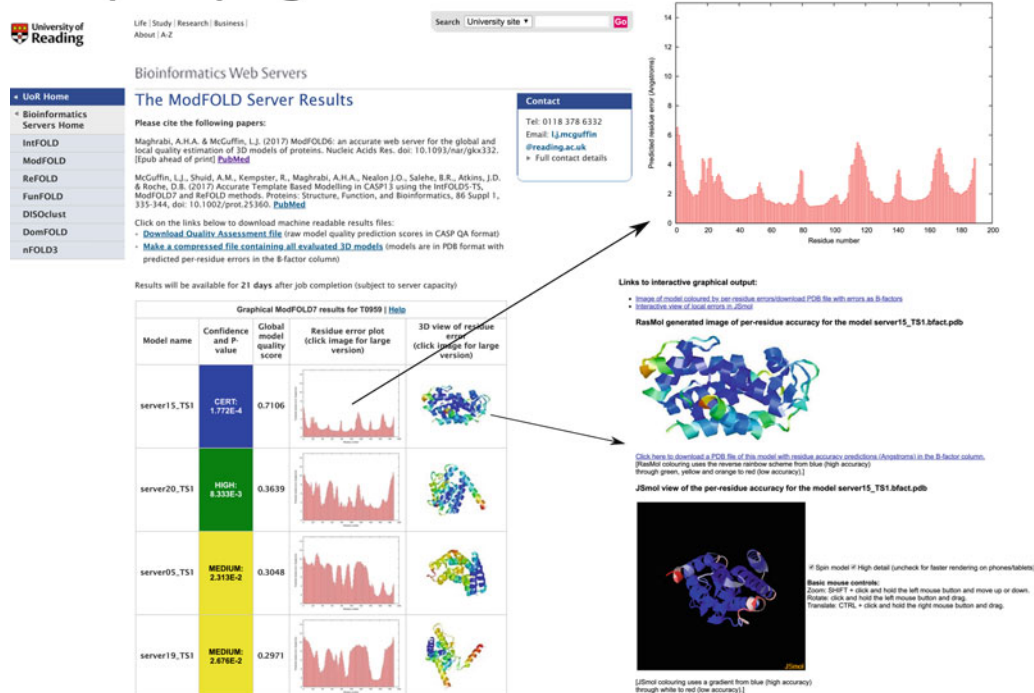 University of
Reading
Life | Study | Research | Business |
About | A-Z
Search University site ▾ Go
Bioinformatics Web Servers
UoR Home
Bioinformatics
Servers Home
IntFOLD
ModFOLD
ReFOLD
FunFOLD
DISOclust
DomFOLD
nFOLD3
The ModFOLD Server Results
Please cite the following papers:
Maghrabi, A.H.A. & McGuffin, L.J. (2017) ModFOLD6: an accurate web server for the global and
local quality estimation of 3D models of proteins. Nucleic Acids Res. doi: 10.1093/nar/gkx332.
[Epub ahead of print] PubMed
McGuffin, L.J., Shuid, A.M., Kempster, R., Maghrabi, A.H.A., Nealon J.O., Salehe, B.R., Atkins, J.D.
& Roche, D.B. (2017) Accurate Template Based Modelling in CASP13 using the IntFOLD5-TS,
ModFOLD7 and ReFOLD methods. Proteins: Structure, Function, and Bioinformatics, 86 Suppl 1,
335-344, doi: 10.1002/prot.25360. PubMed
Click on the links below to download machine readable results files:
- Download Quality Assessment file (raw model quality prediction scores in CASP QA format)
- Make a compressed file containing all evaluated 3D models (models are in PDB format with
predicted per-residue errors in the B-factor column)
Results will be available for 21 days after job completion (subject to server capacity)
Contact
Tel: 0118 378 6332
Email: l.j.mcguffin
@reading.ac.uk
▸ Full contact details
Graphical ModFOLD7 results for T0959 | Help
Model name
Confidence
and P-
value
Global
model
quality
score
Residue error plot
(click image for large
version)
3D view of residue
error
(click image for large
version)
server15_TS1
CERT:
1.772E-4
0.7106
server20_TS1
HIGH:
8.333E-3
0.3639
server05_TS1
MEDIUM:
2.313E-2
0.3048
server19_TS1
MEDIUM:
2.676E-2
0.2971
Predicted residue error (Angstroms)
14
12
10
8
6
4
2
0
0 20 40 60 80 100 120 140 160 180 200
Residue number
Links to interactive graphical output:
• Image of model coloured by per-residue errors/download PDB file with errors as B-factors
• Interactive view of local errors in JSmol
RasMol generated image of per-residue accuracy for the model server15_TS1.bfact.pdb
Click here to download a PDB file of this model with residue accuracy predictions (Angstroms) in the B-factor column.
[RasMol colouring uses the reverse rainbow scheme from blue (high accuracy)
through green, yellow and orange to red (low accuracy).]
JSmol view of the per-residue accuracy for the model server15_TS1.bfact.pdb
JSmol
Spin model High detail (uncheck for faster rendering on phones/tablets)
Basic mouse controls:
Zoom: SHIFT + click and hold the left mouse button and move up or down.
Rotate: click and hold the left mouse button and drag.
Translate: CTRL + click and hold the right mouse button and drag.
[JSmol colouring uses a gradient from blue (high accuracy)
through white to red (low accuracy).]